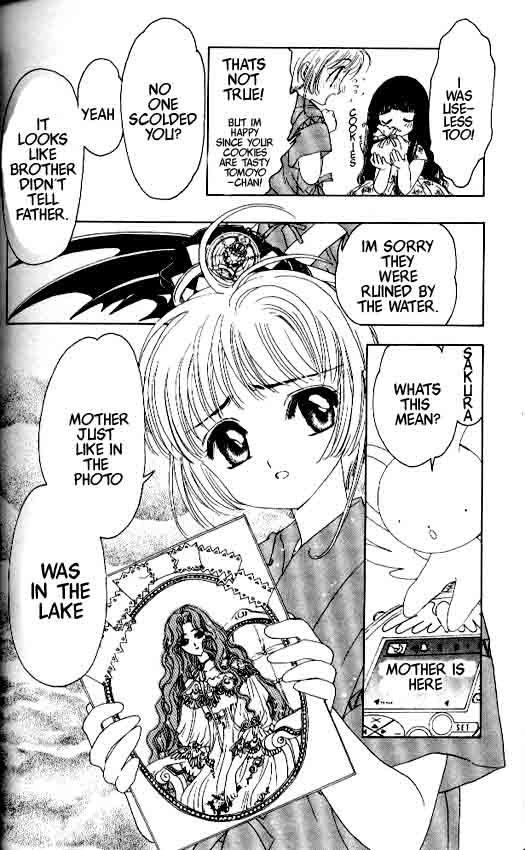 I WAS
USE-
LESS
TOO!
THATS
NOT
TRUE!
BUT IM
HAPPY
SINCE YOUR
COOKIES
ARE TASTY
TOMOYO
-CHAN!
COOKIES
NO
ONE
SCOLDED
YOU?
YEAH
IT
LOOKS
LIKE
BROTHER
DIDN'T
TELL
FATHER.
IM SORRY
THEY
WERE
RUINED BY
THE WATER.
SAKURA
WHATS
THIS
MEAN?
MOTHER IS
HERE
SET
MOTHER
JUST
LIKE IN
THE
PHOTO
WAS
IN THE
LAKE